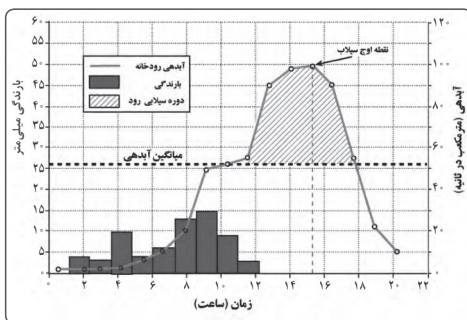 ۶۰
۵۵
۵۰
۴۵
۴۰
۳۵
۳۰
۲۵
۲۰
۱۵
۱۰
۵
۰
بارندگی میلی‌متر
آبدهی رودخانه
بارندگی
دوره سیلابی رود
نقطه اوج سیلاب
میانگین آبدهی
۱۰۰
۸۰
۶۰
۴۰
۲۰
۰
آبدهی (مترمکعب در ثانیه)
۰ ۲ ۴ ۶ ۸ ۱۰ ۱۲ ۱۴ ۱۶ ۱۸ ۲۰ ۲۲
زمان (ساعت)